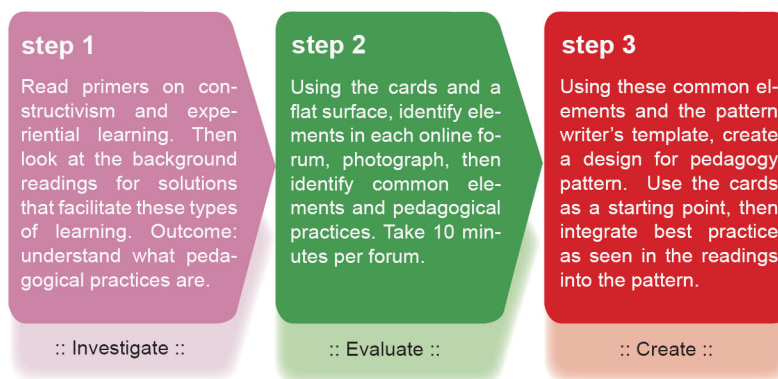 step 1
Read primers on con-
structivism and expe-
riential learning. Then
look at the background
readings for solutions
that facilitate these types
of learning. Outcome:
understand what peda-
gogical practices are.
:: Investigate ::
step 2
Using the cards and a
flat surface, identify ele-
ments in each online fo-
rum, photograph, then
identify common ele-
ments and pedagogical
practices. Take 10 min-
utes per forum.
:: Evaluate ::
step 3
Using these common el-
ements and the pattern
writer's template, create
a design for pedagogy
pattern. Use the cards
as a starting point, then
integrate best practice
as seen in the readings
into the pattern.
:: Create ::